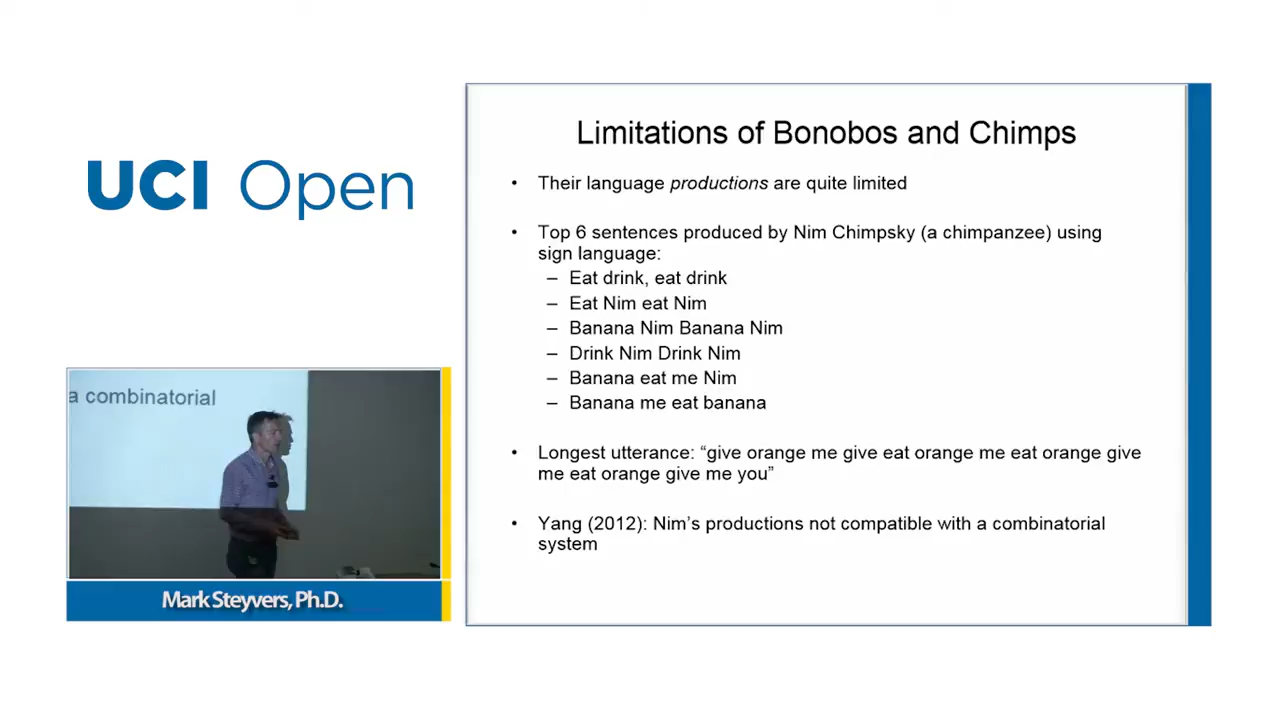 UCI Open
Limitations of Bonobos and Chimps
• Their language productions are quite limited
• Top 6 sentences produced by Nim Chimpsky (a chimpanzee) using
sign language:
– Eat drink, eat drink
– Eat Nim eat Nim
– Banana Nim Banana Nim
– Drink Nim Drink Nim
– Banana eat me Nim
– Banana me eat banana
• Longest utterance: “give orange me give eat orange me eat orange give
me eat orange give me you”
• Yang (2012): Nim’s productions not compatible with a combinatorial
system
a combinatorial
Mark Steyvers, Ph.D.